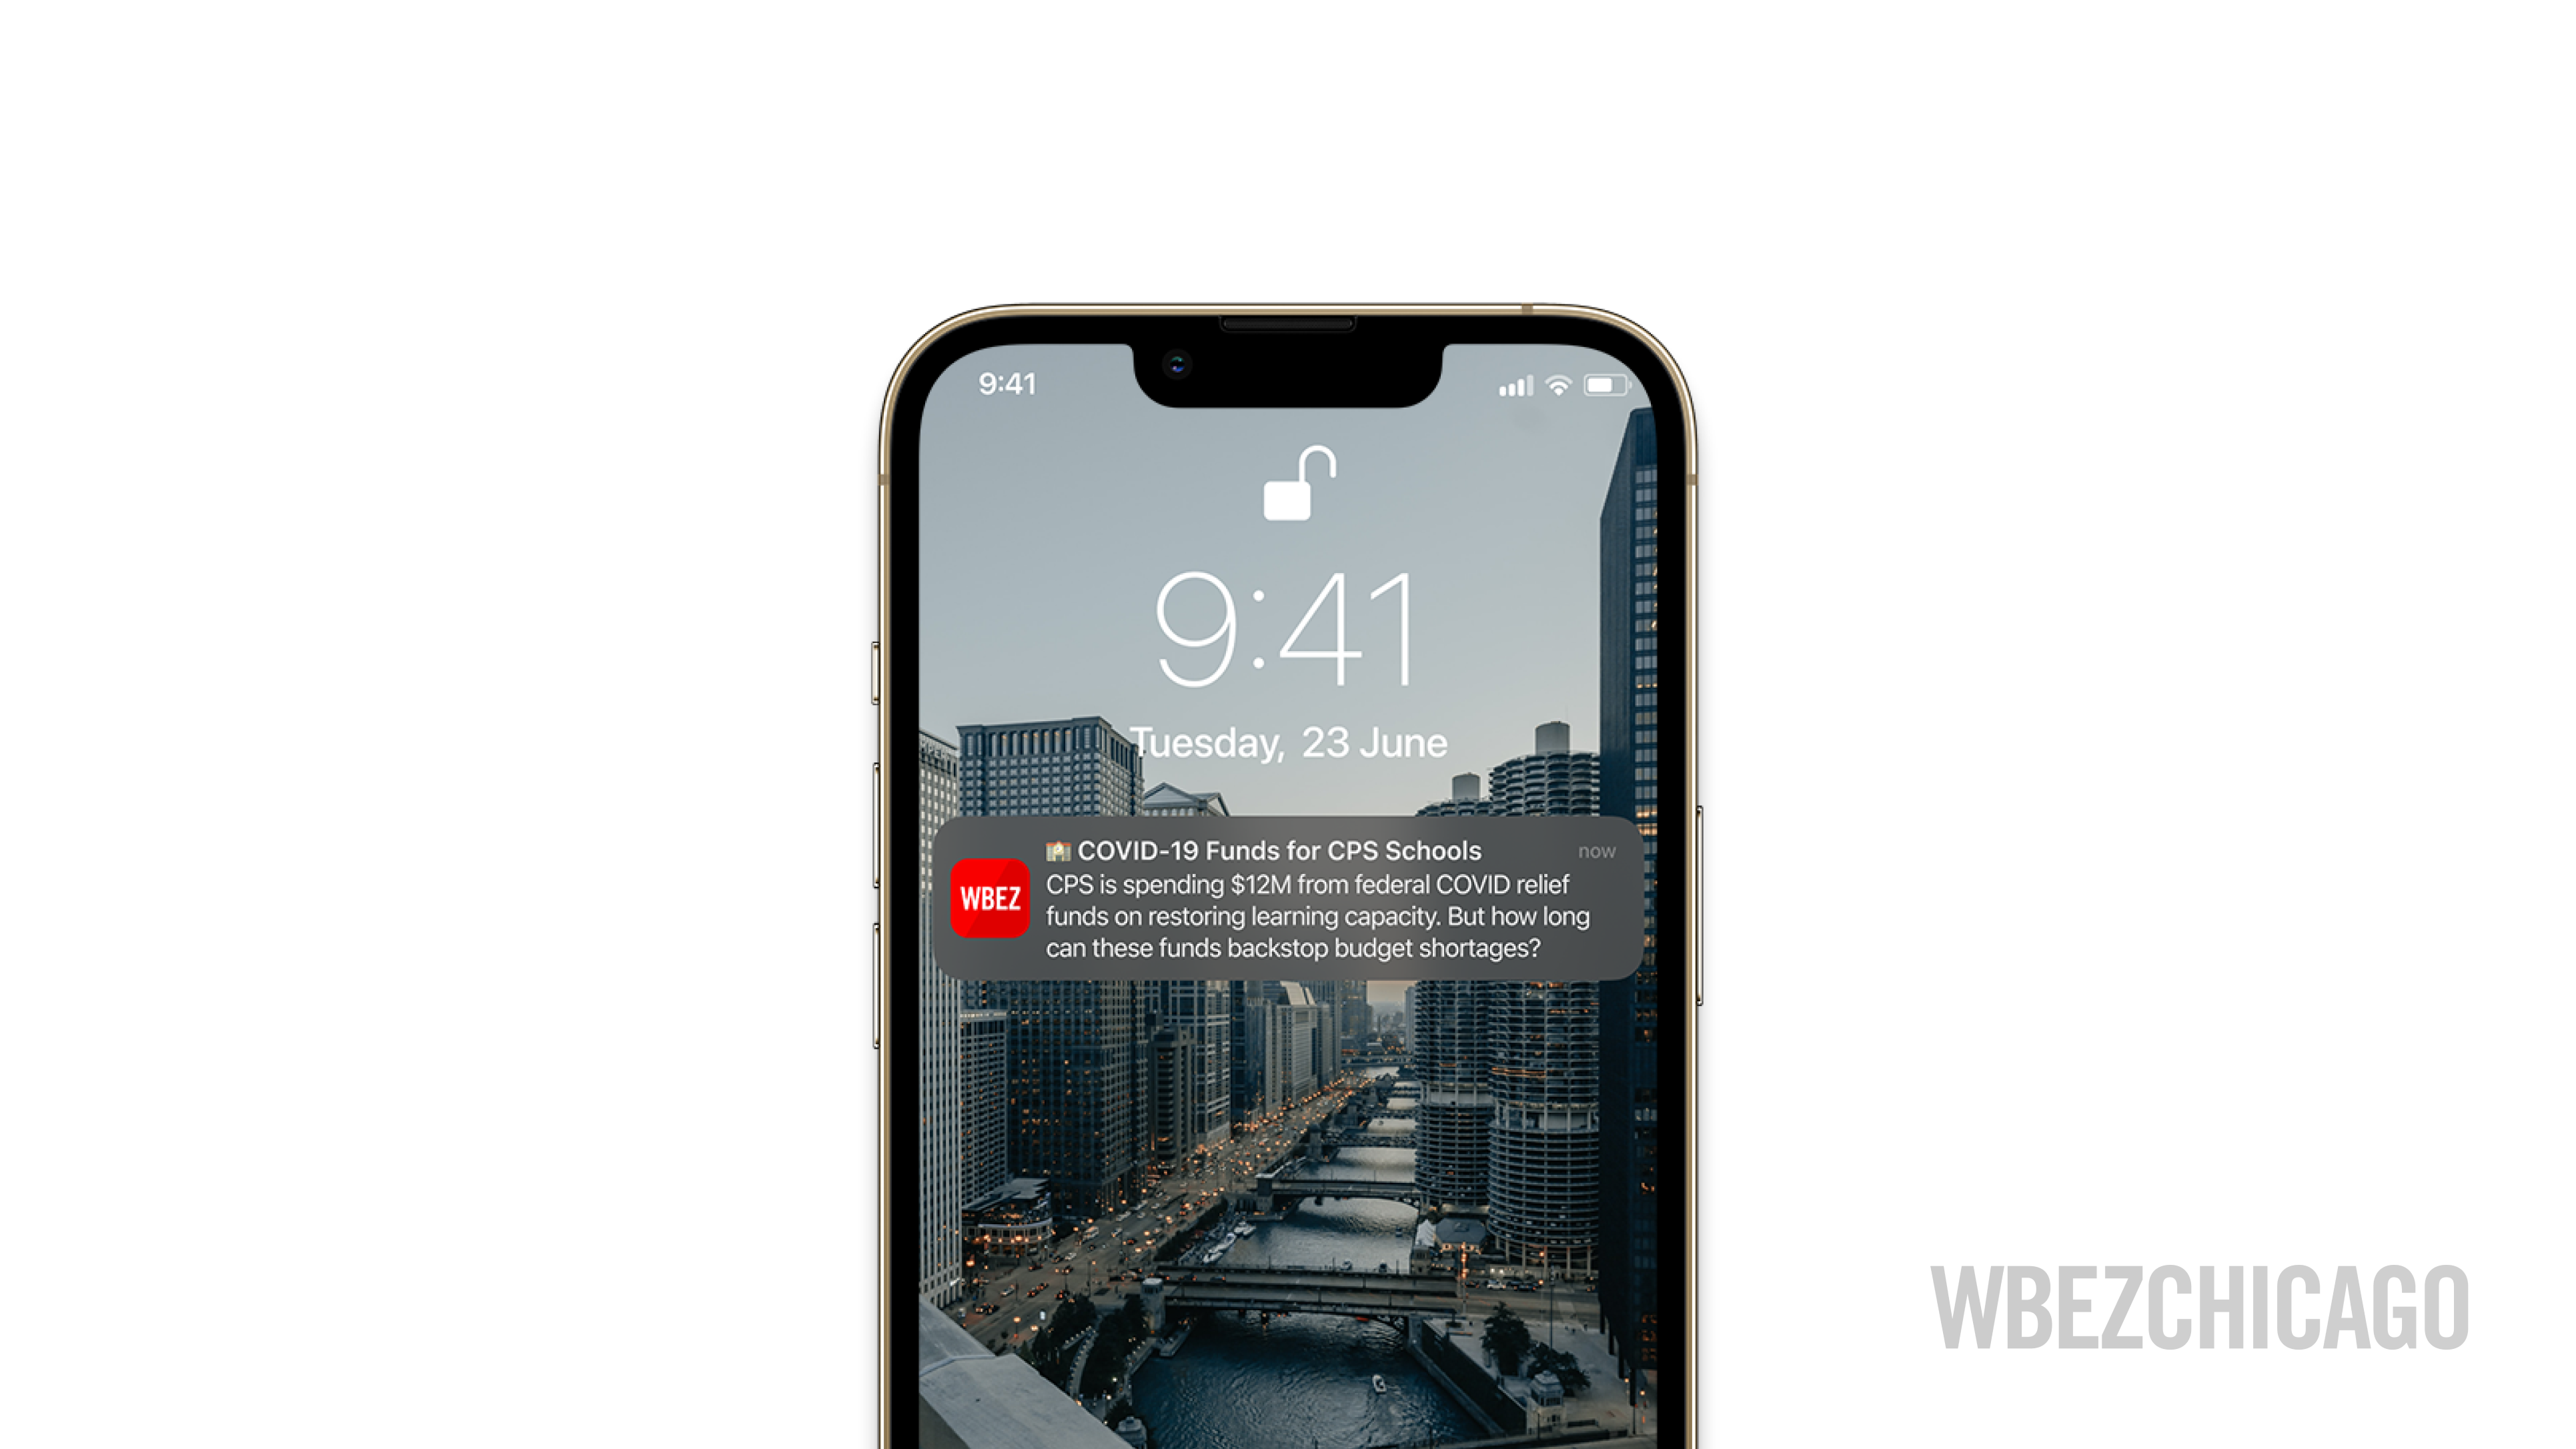 9:41
9:41
Tuesday, 23 June
COVID-19 Funds for CPS Schools
now
WBEZ
CPS is spending $12M from federal COVID relief
funds on restoring learning capacity. But how long
can these funds backstop budget shortages?
WBEZCHICAGO